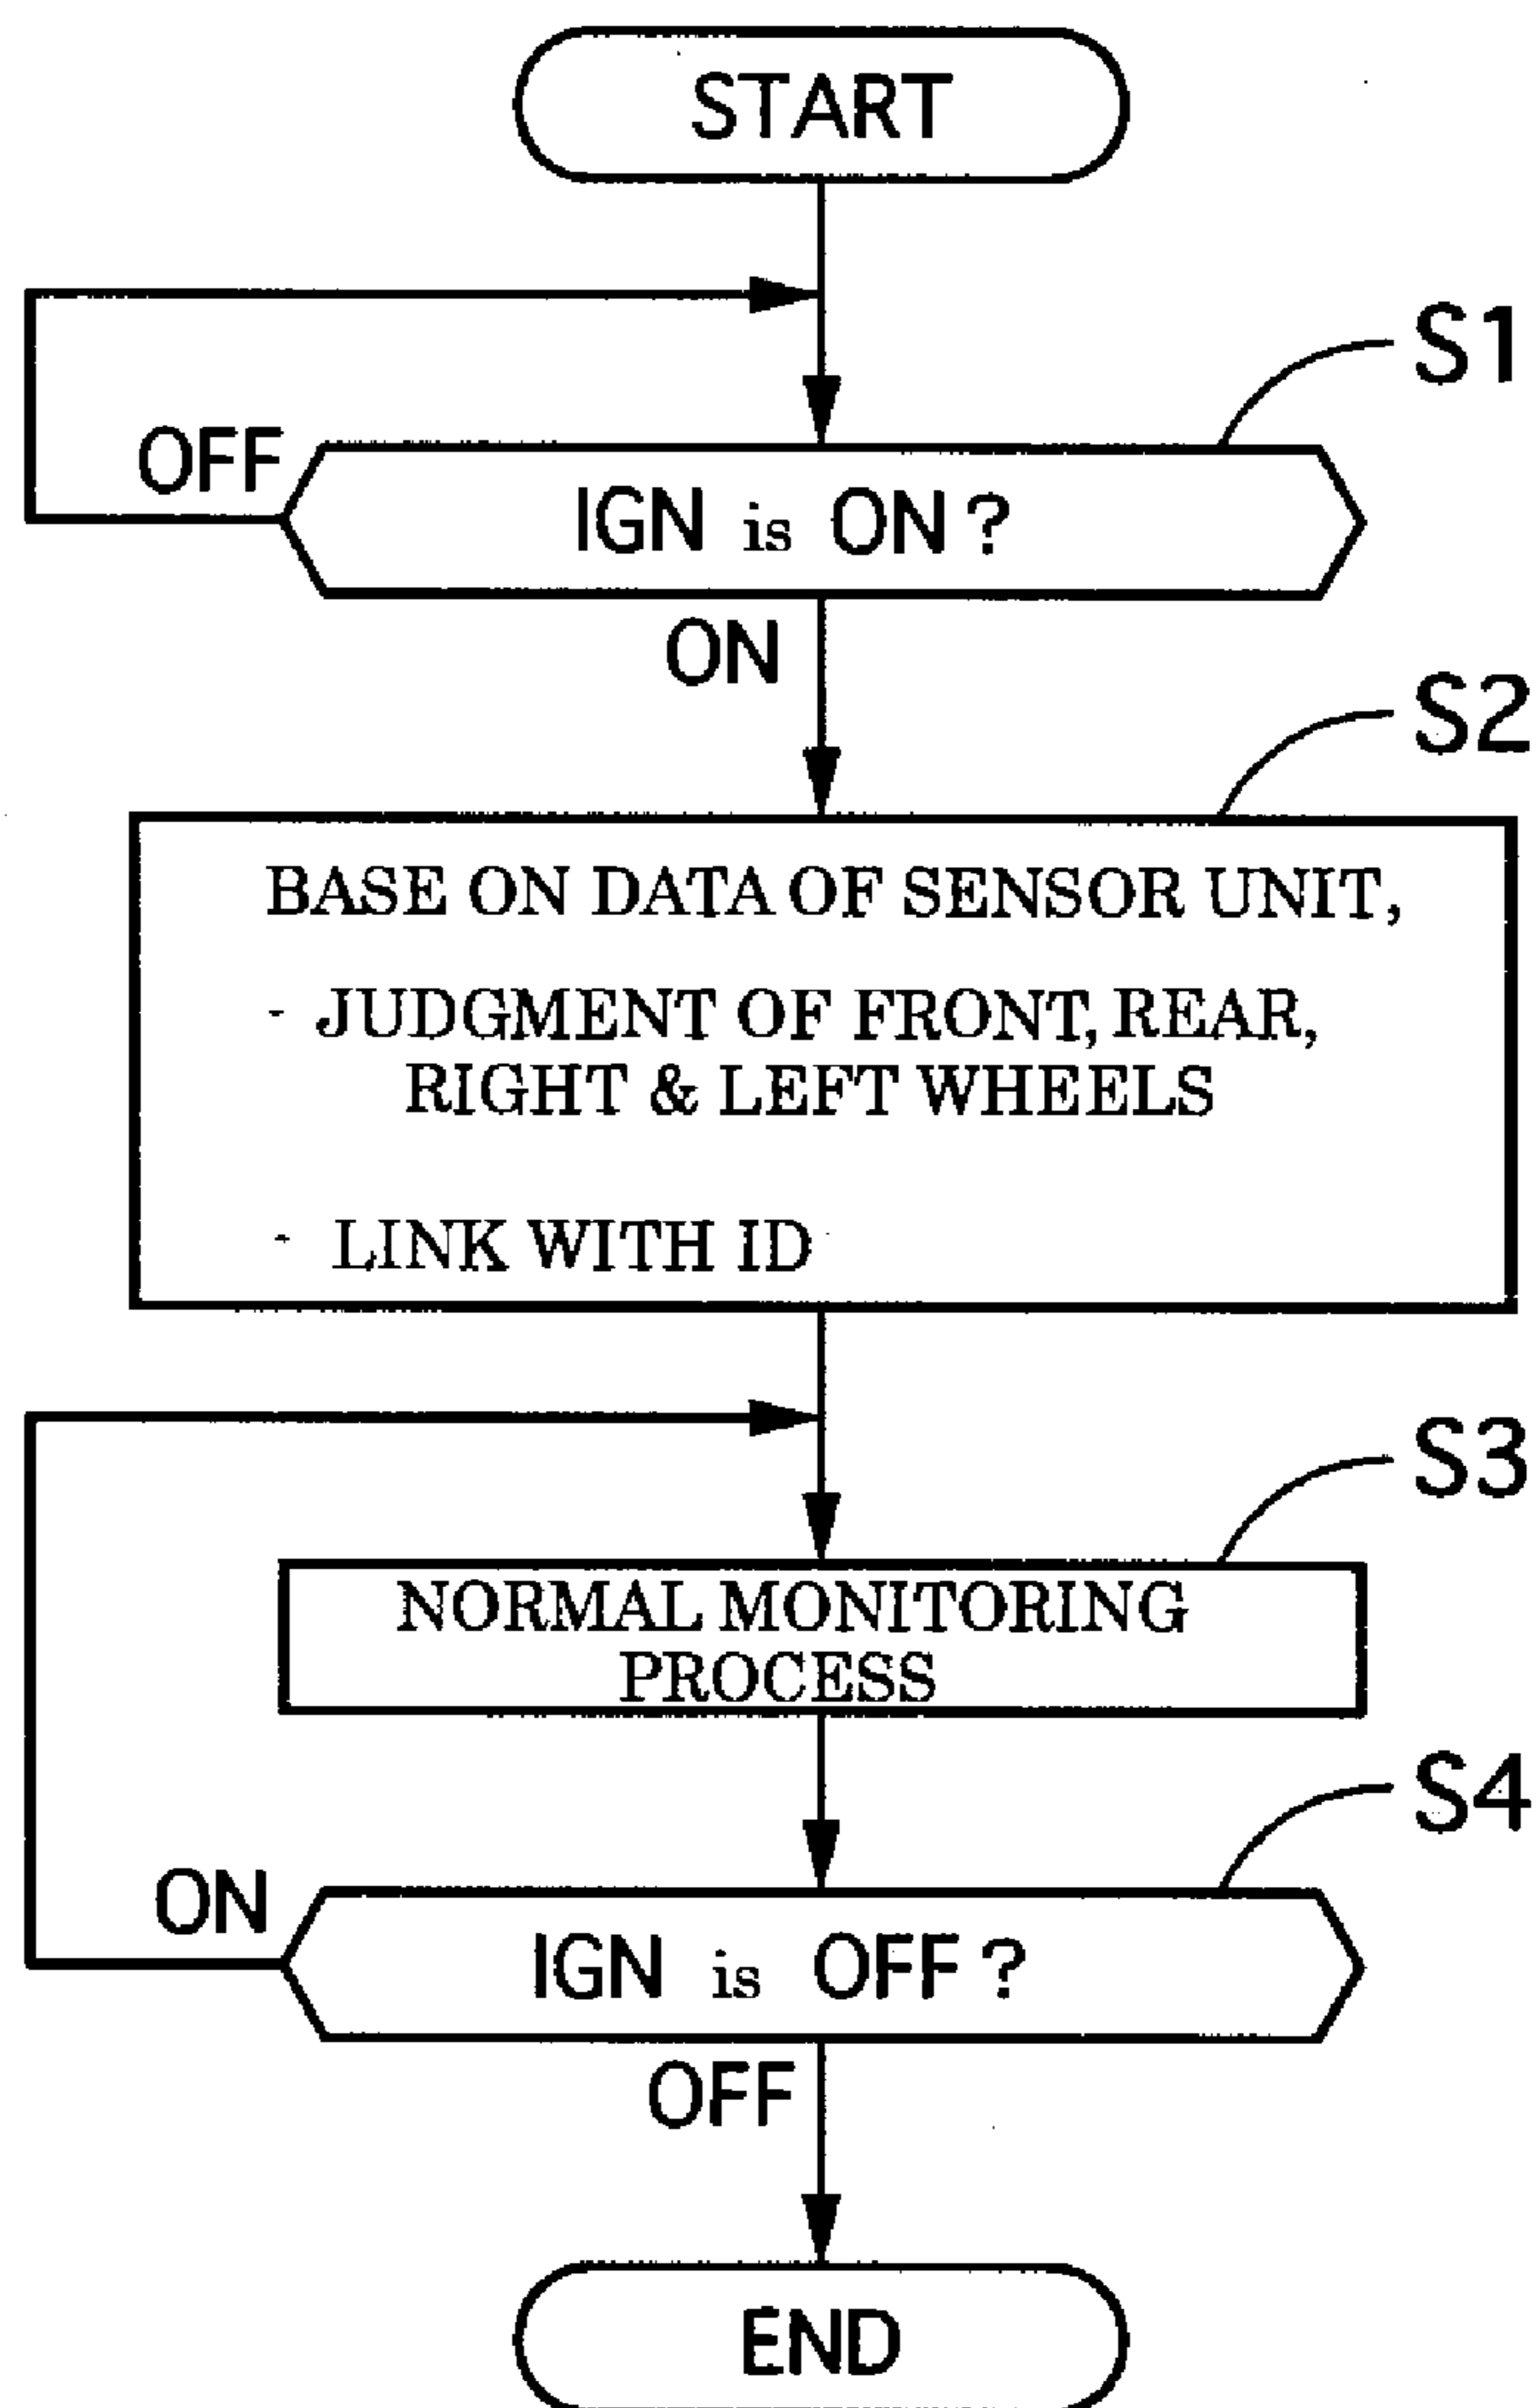 START
S1
OFF
IGN is ON ?
ON
S2
BASE ON DATA OF SENSOR UNIT,
- JUDGMENT OF FRONT, REAR,
RIGHT & LEFT WHEELS
- LINK WITH ID
S3
NORMAL MONITORING
PROCESS
S4
ON
IGN is OFF ?
OFF
END